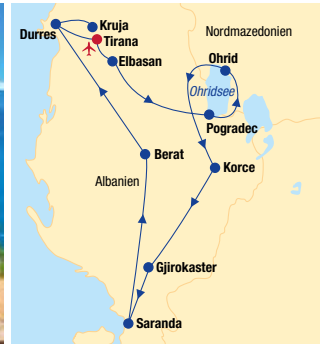 Nordmazedonien
Kruja
Durres
Tirana
Elbasan
Ohrid
Ohridsee
Pogradec
Berat
Korce
Albanien
Gjirokaster
Saranda